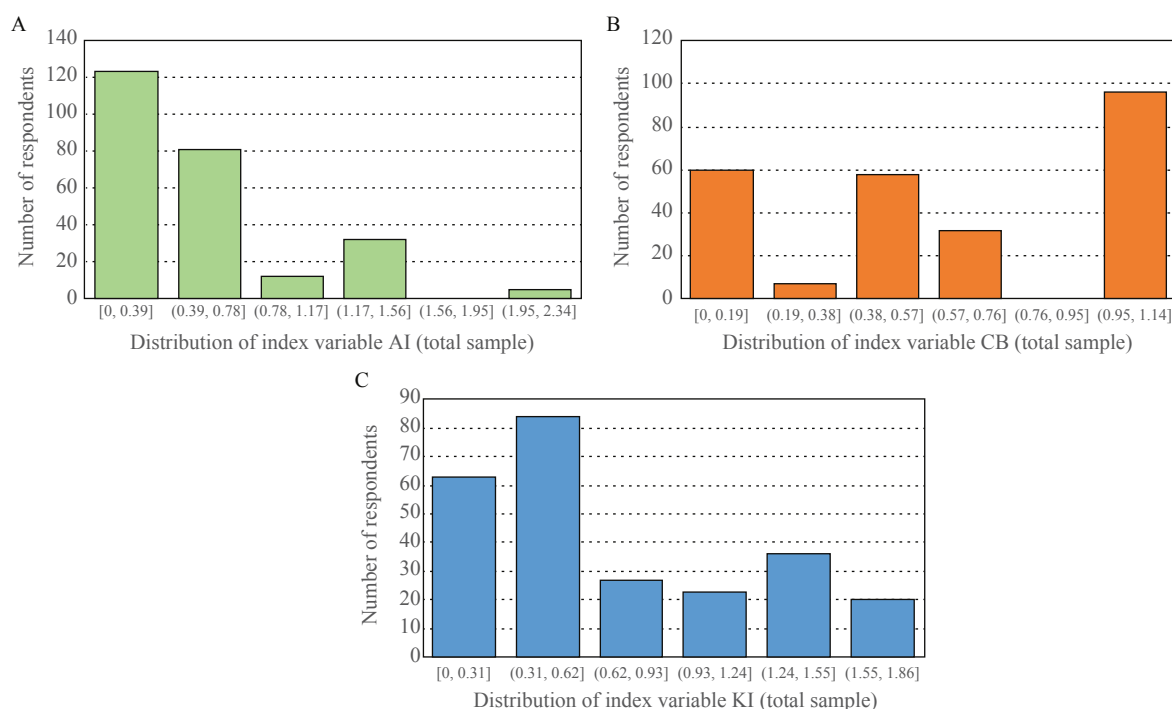 A
Number of respondents
140
120
100
80
60
40
20
0
[0, 0.39] (0.39, 0.78] (0.78, 1.17] (1.17, 1.56] (1.56, 1.95] (1.95, 2.34]
Distribution of index variable AI (total sample)
B
Number of respondents
120
100
80
60
40
20
0
[0, 0.19] (0.19, 0.38] (0.38, 0.57] (0.57, 0.76] (0.76, 0.95] (0.95, 1.14]
Distribution of index variable CB (total sample)
C
Number of respondents
90
80
70
60
50
40
30
20
10
0
[0, 0.31] (0.31, 0.62] (0.62, 0.93] (0.93, 1.24] (1.24, 1.55] (1.55, 1.86]
Distribution of index variable KI (total sample)